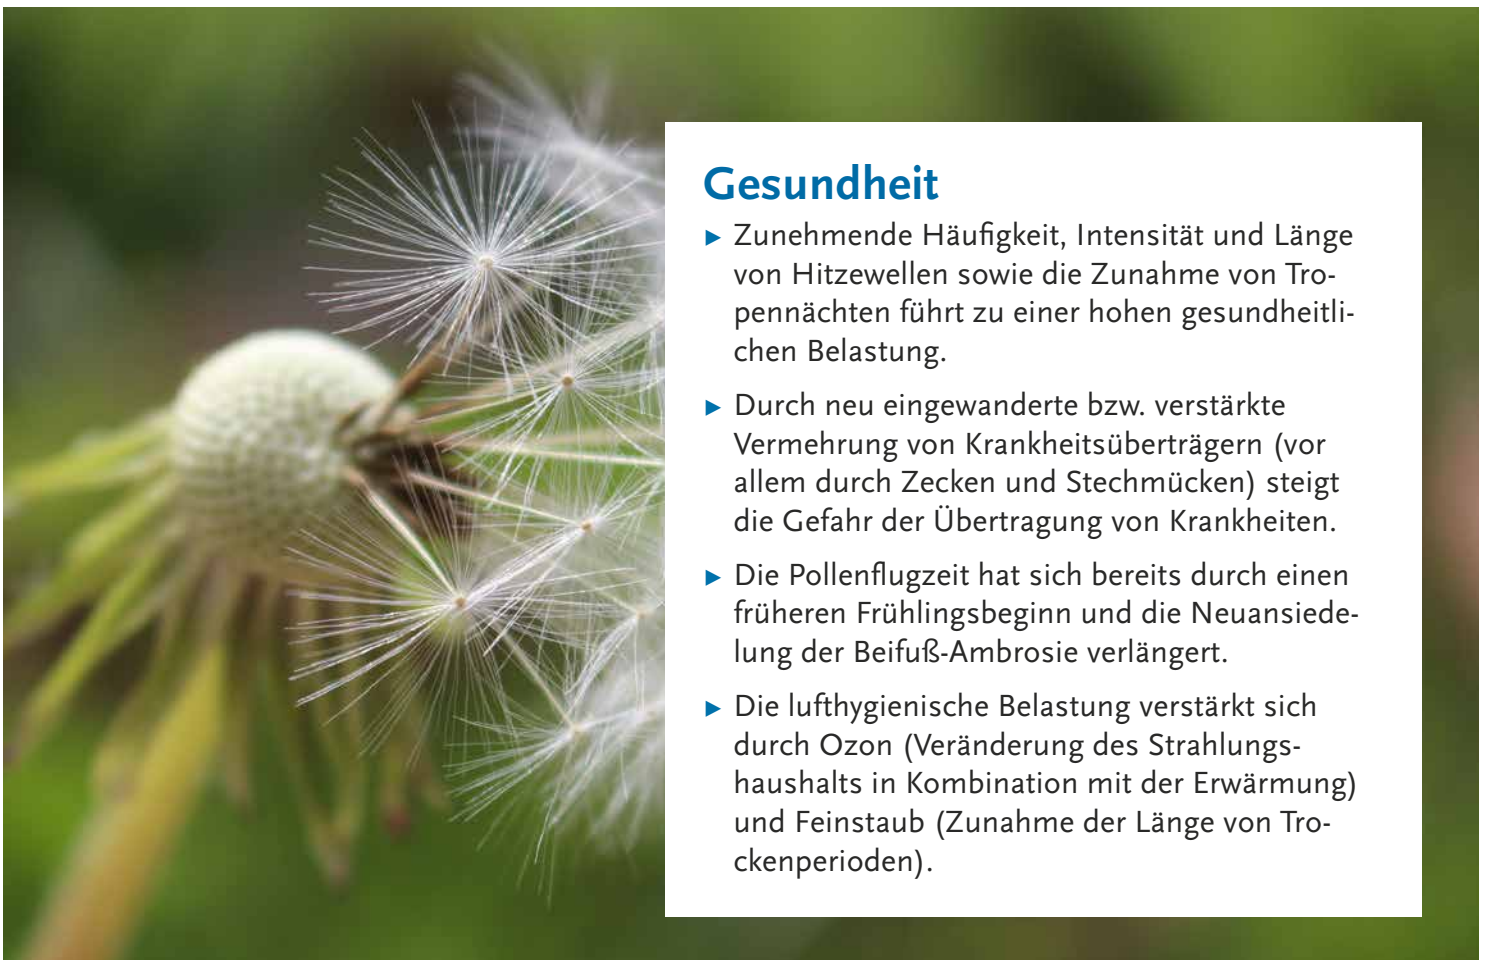 Gesundheit
► Zunehmende Häufigkeit, Intensität und Länge
von Hitzewellen sowie die Zunahme von Tro-
pennächten führt zu einer hohen gesundheitli-
chen Belastung.
► Durch neu eingewanderte bzw. verstärkte
Vermehrung von Krankheitsüberträgern (vor
allem durch Zecken und Stechmücken) steigt
die Gefahr der Übertragung von Krankheiten.
► Die Pollenflugzeit hat sich bereits durch einen
früheren Frühlingsbeginn und die Neuansiede-
lung der Beifuß-Ambrosie verlängert.
► Die lufthygienische Belastung verstärkt sich
durch Ozon (Veränderung des Strahlungs-
haushalts in Kombination mit der Erwärmung)
und Feinstaub (Zunahme der Länge von Tro-
ckenperioden).